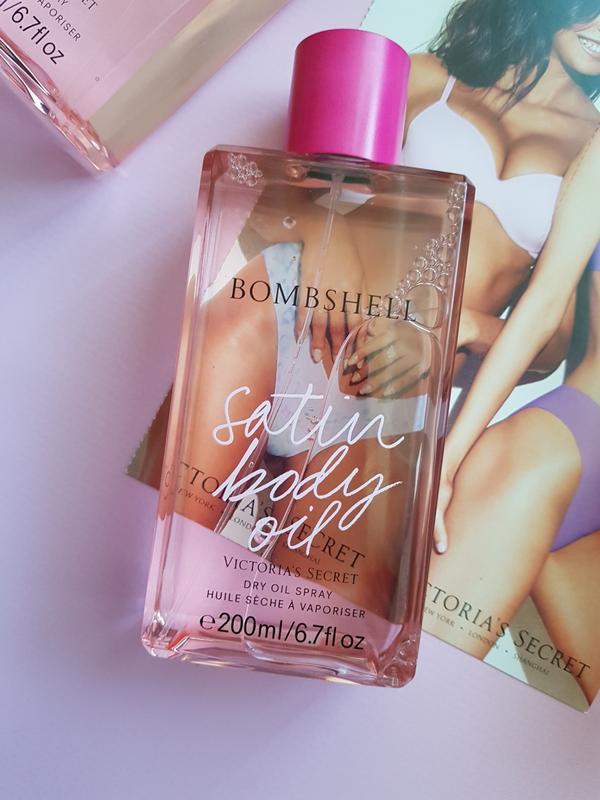 6.7fl oz
BOMBSHELL
satin
body
oil
VICTORIA'S SECRET
DRY OIL SPRAY
HUILE SÈCHE À VAPORISER
℮200ml/6.7fl oz
VICTORIA'S SECRET
NEW YORK • LONDON • SHANGHAI